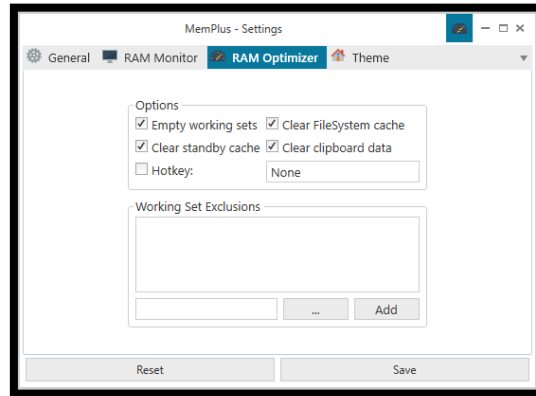 MemPlus - Settings
General RAM Monitor RAM Optimizer Theme
Options
Empty working sets Clear FileSystem cache
Clear standby cache Clear clipboard data
Hotkey: None
Working Set Exclusions
... Add
Reset Save